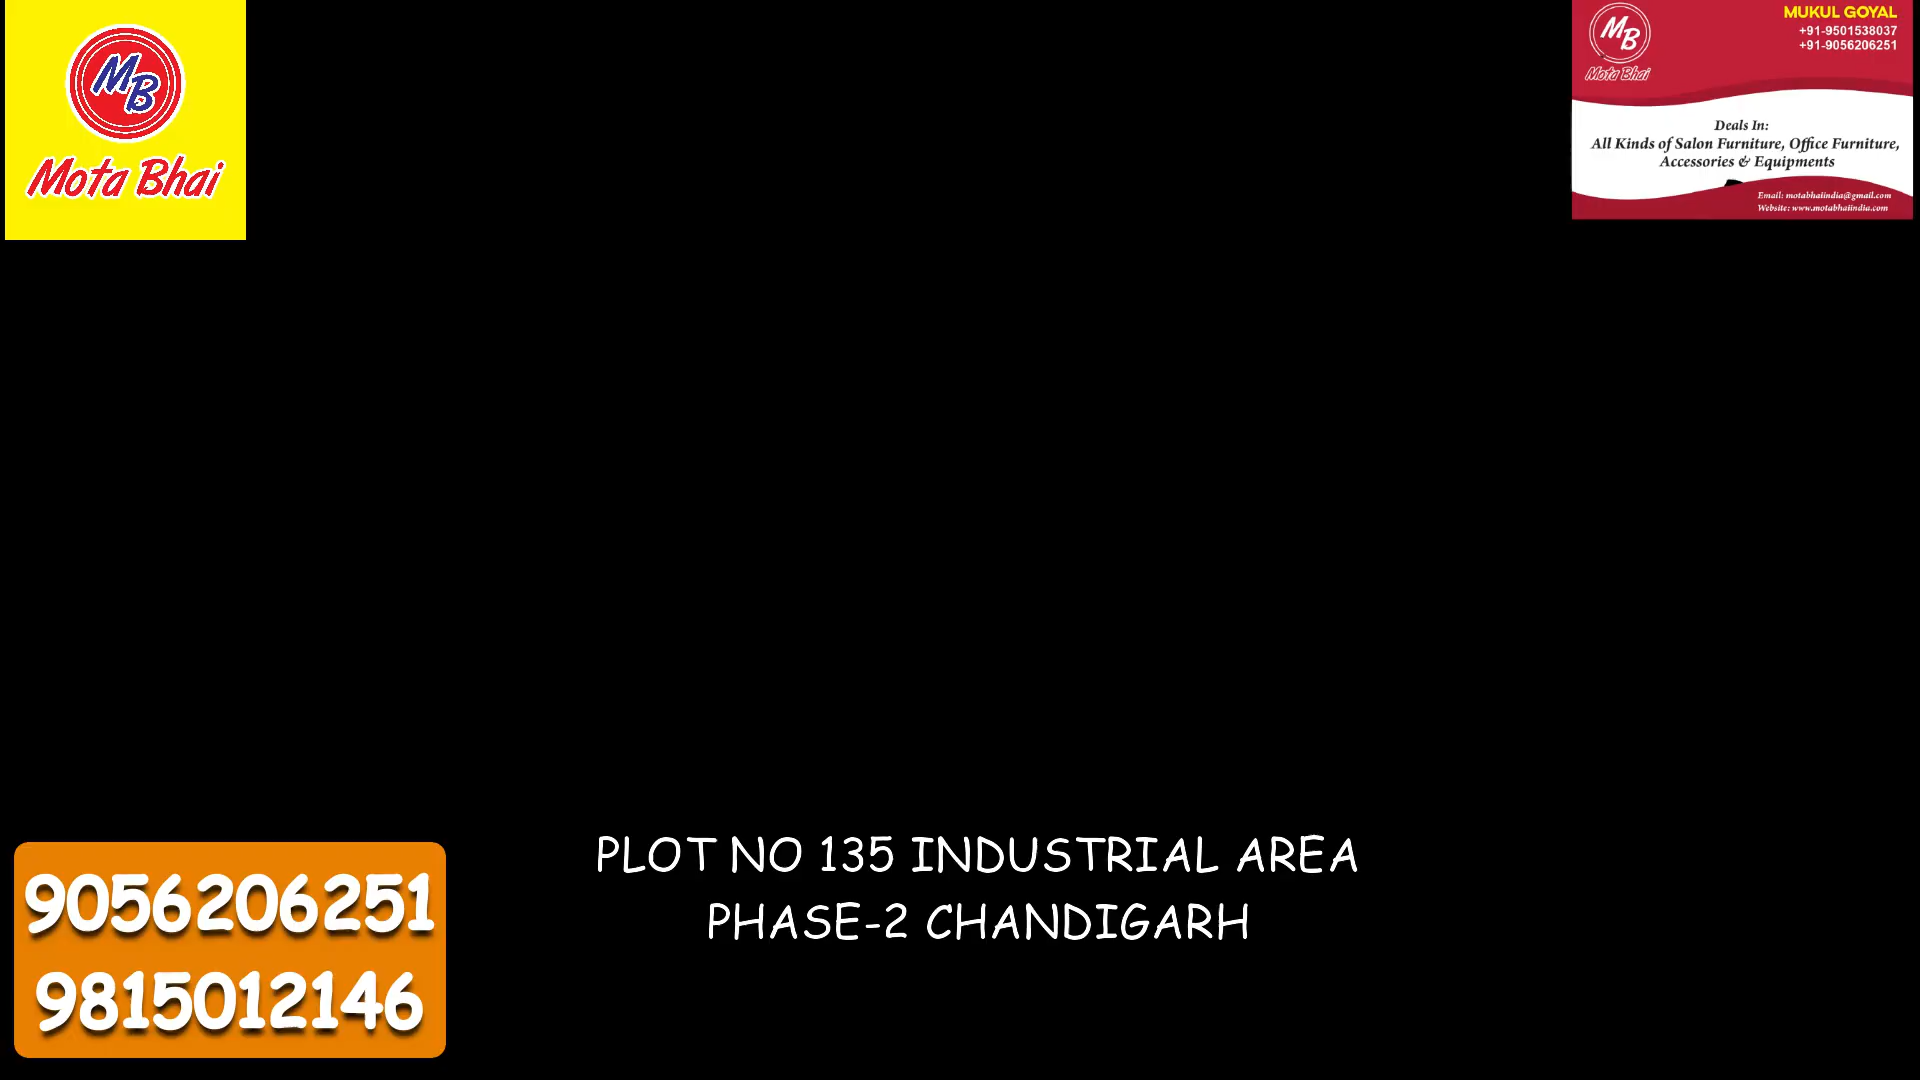 MB
Mota Bhai
MB
Mota Bhai
MUKUL GOYAL
+91-9501538037
+91-9056206251
Deals In:
All Kinds of Salon Furniture, Office Furniture,
Accessories & Equipments
Email: motabhaiindia@gmail.com
Website: www.motabhaiindia.com
PLOT NO 135 INDUSTRIAL AREA
PHASE-2 CHANDIGARH
9056206251
9815012146